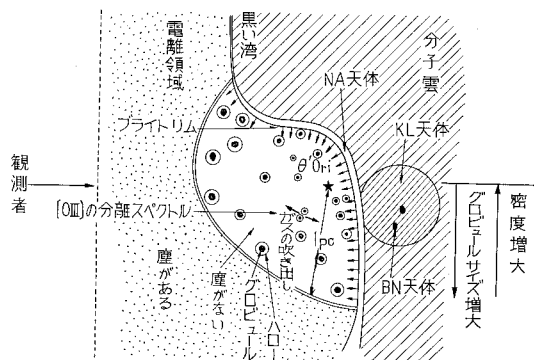 電離領域
黒い湾
分子雲
NA天体
KL天体
ブライトリム
θ¹Ori
観測者
〔OⅢ〕の分離スペクトル
ガスの吹き出し
1pc
密度増大
グロビュールサイズ増大
BN天体
塵がある
塵がない
グロビュール
ハロー